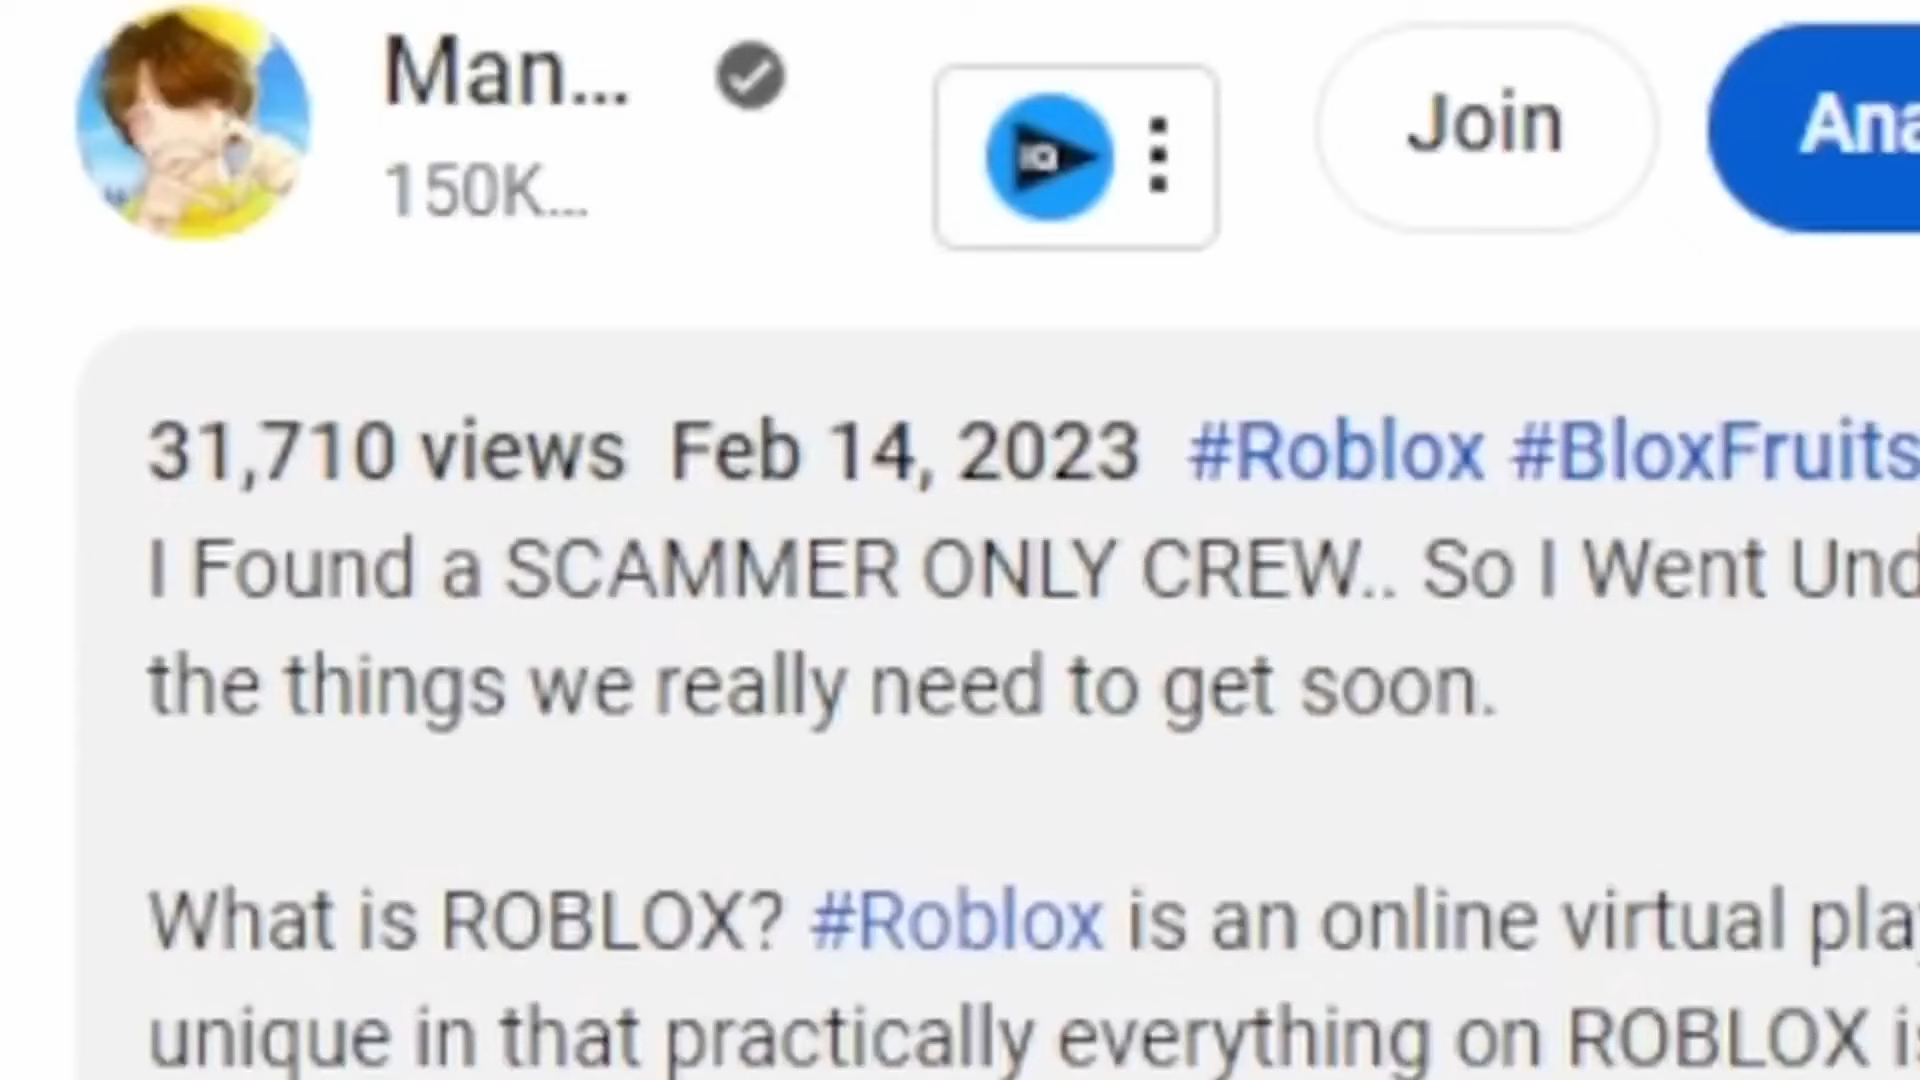 Man...
150K...
IQ
Join
Ana
31,710 views Feb 14, 2023 #Roblox #BloxFruits
I Found a SCAMMER ONLY CREW.. So I Went Und
the things we really need to get soon.
What is ROBLOX? #Roblox is an online virtual pla
unique in that practically everything on ROBLOX is